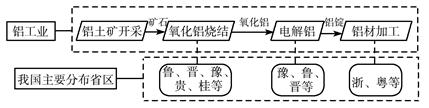 铝工业
铝土矿开采
矿石
氧化铝烧结
氧化铝
电解铝
铝锭
铝材加工
我国主要分布省区
鲁、晋、豫、
贵、桂等
豫、鲁、
晋等
浙、粤等